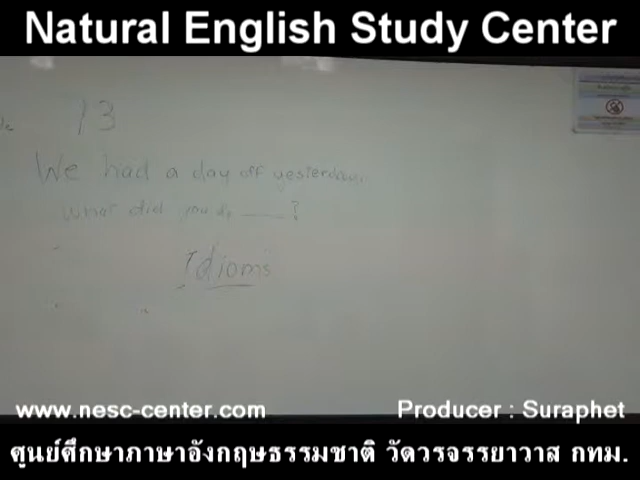 Natural English Study Center
13
We had a day off yesterday.
What did you do ___?
Idioms
www.nesc-center.com
Producer : Suraphet
ศูนย์ศึกษาภาษาอังกฤษธรรมชาติ วัดวรจรรยาวาส กทม.